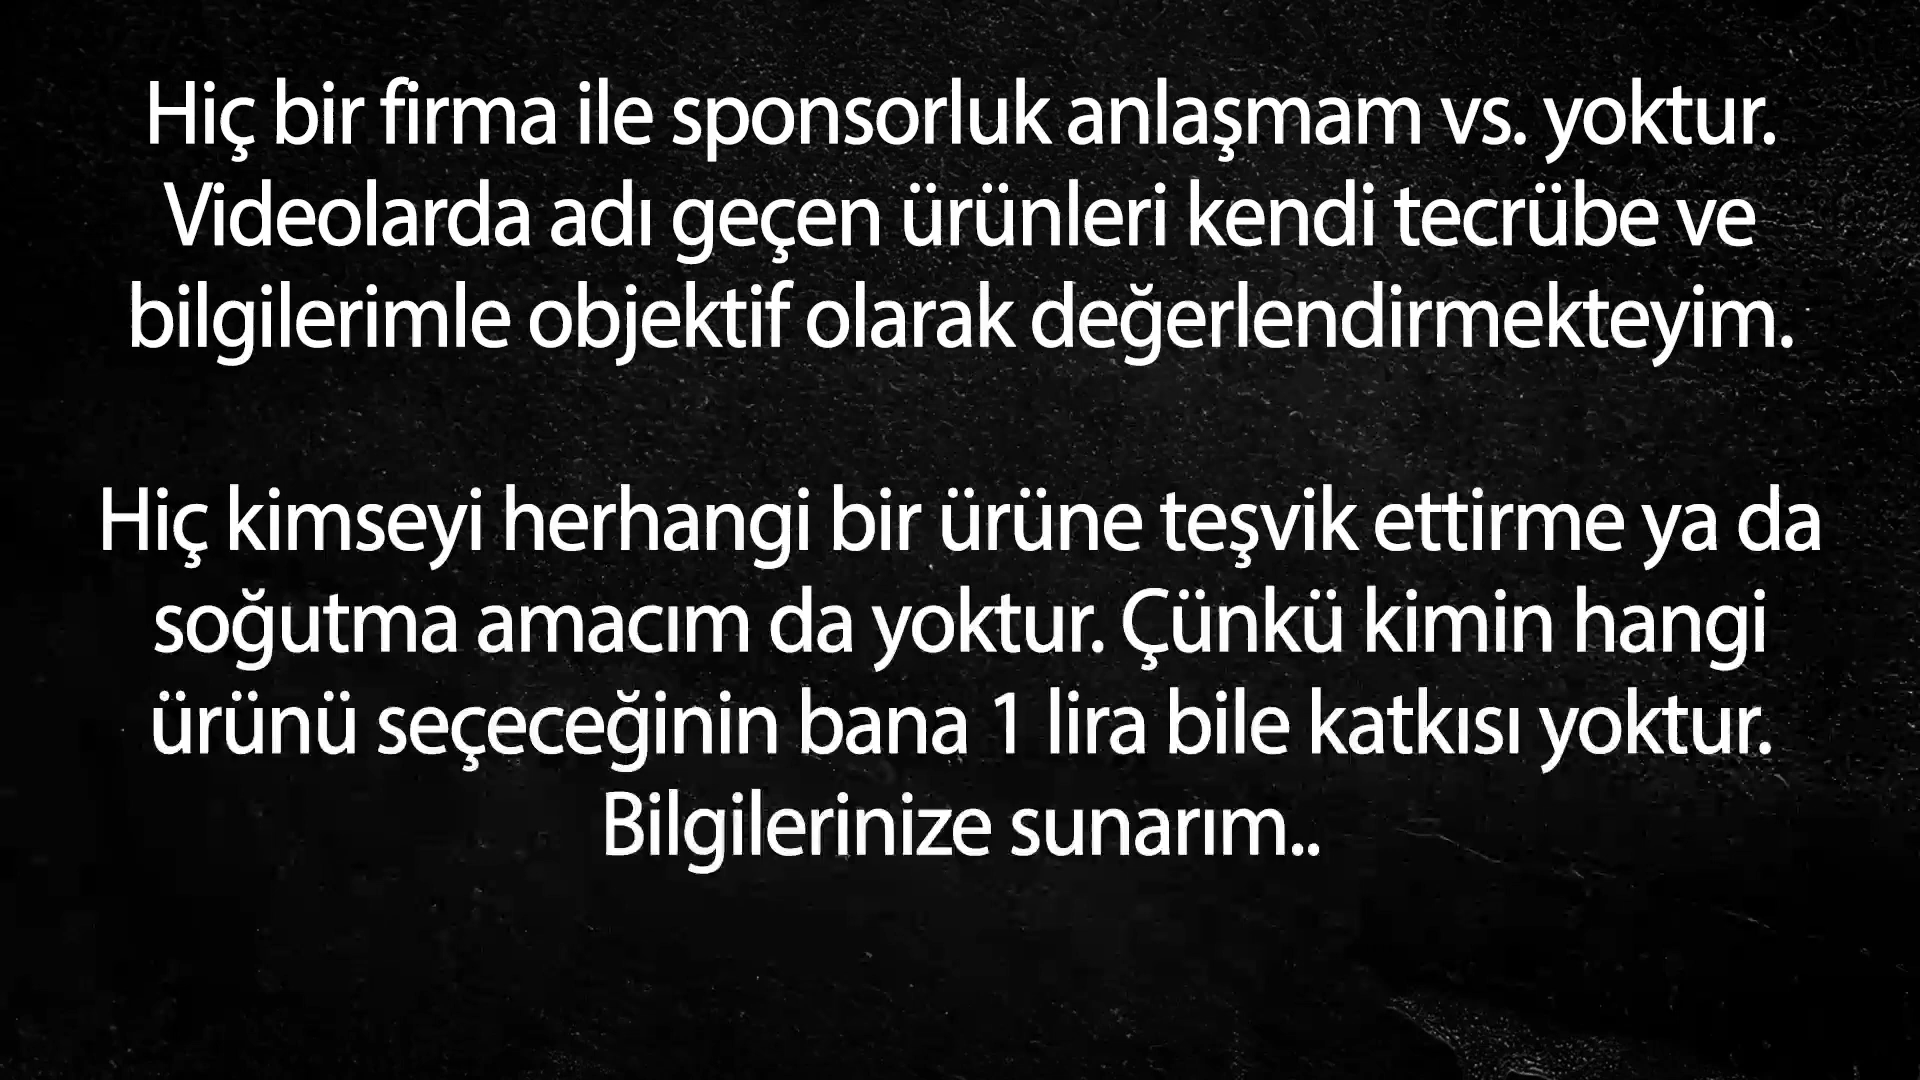 Hiç bir firma ile sponsorluk anlaşmam vs. yoktur.
Videolarda adı geçen ürünleri kendi tecrübe ve
bilgilerimle objektif olarak değerlendirmekteyim.
Hiç kimseyi herhangi bir ürüne teşvik ettirme ya da
soğutma amacım da yoktur. Çünkü kimin hangi
ürünü seçeceğinin bana 1 lira bile katkısı yoktur.
Bilgilerinize sunarım..